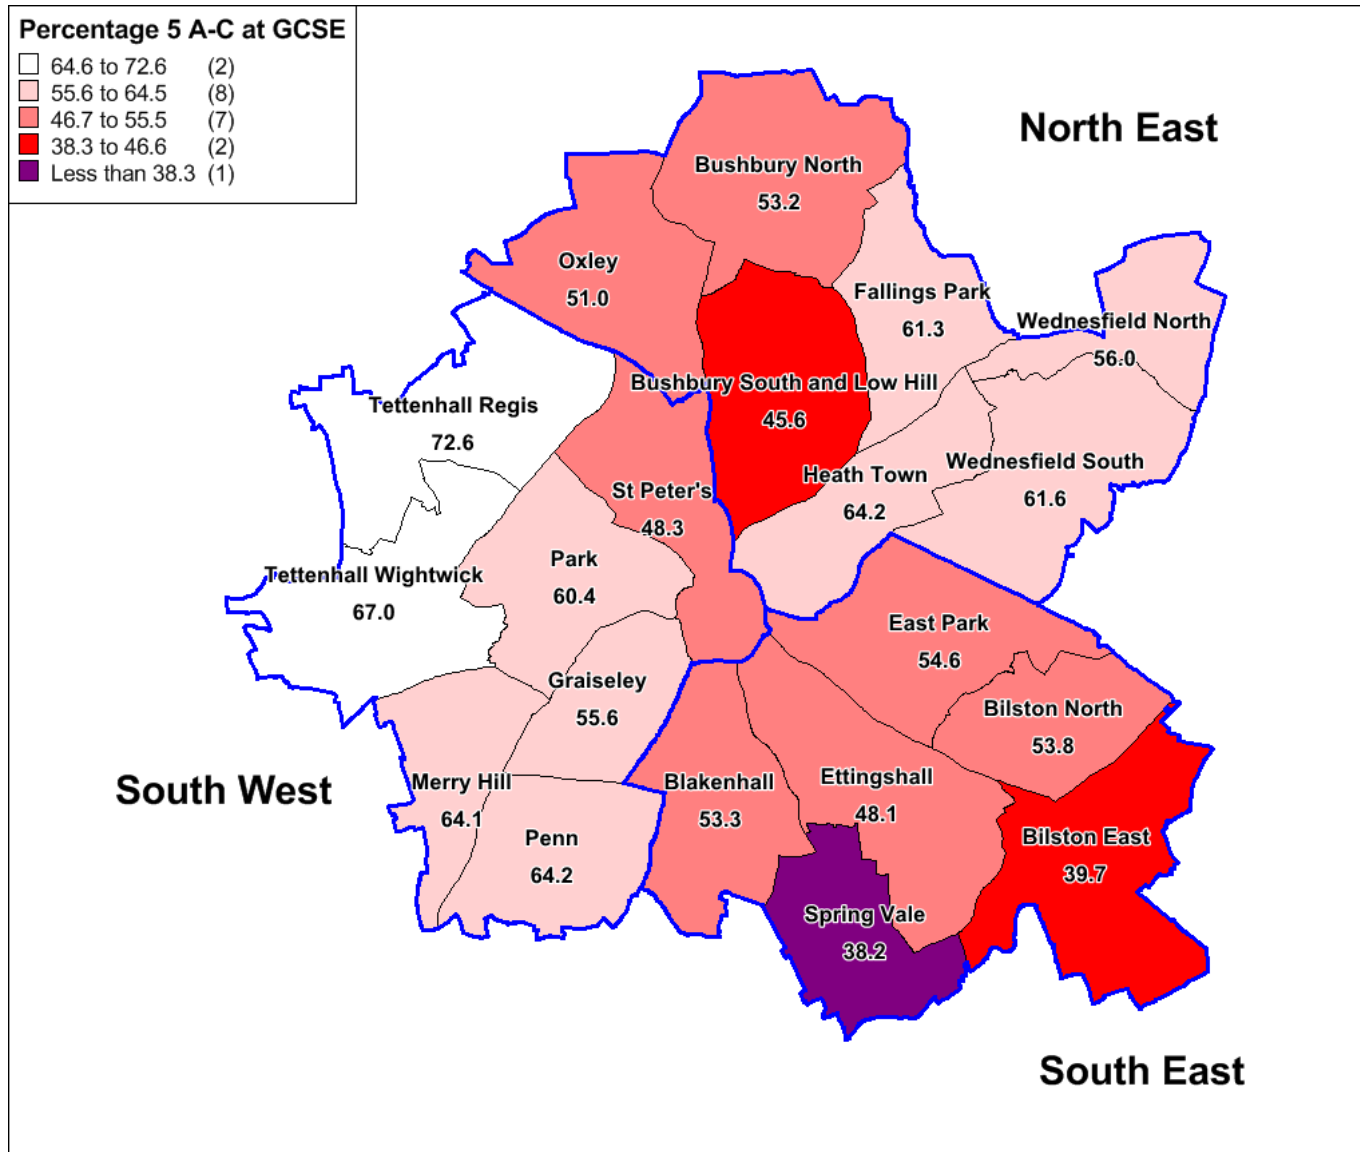 Percentage 5 A-C at GCSE
64.6 to 72.6 (2)
55.6 to 64.5 (8)
46.7 to 55.5 (7)
38.3 to 46.6 (2)
Less than 38.3 (1)
North East
Bushbury North
53.2
Oxley
51.0
Fallings Park
61.3
Wednesfield North
56.0
Bushbury South and Low Hill
45.6
Tettenhall Regis
72.6
Wednesfield South
61.6
Heath Town
64.2
St Peter's
48.3
Park
60.4
Tettenhall Wightwick
67.0
East Park
54.6
Graiseley
55.6
Bilston North
53.8
South West
Merry Hill
64.1
Blakenhall
53.3
Ettingshall
48.1
Penn
64.2
Bilston East
39.7
Spring Vale
38.2
South East